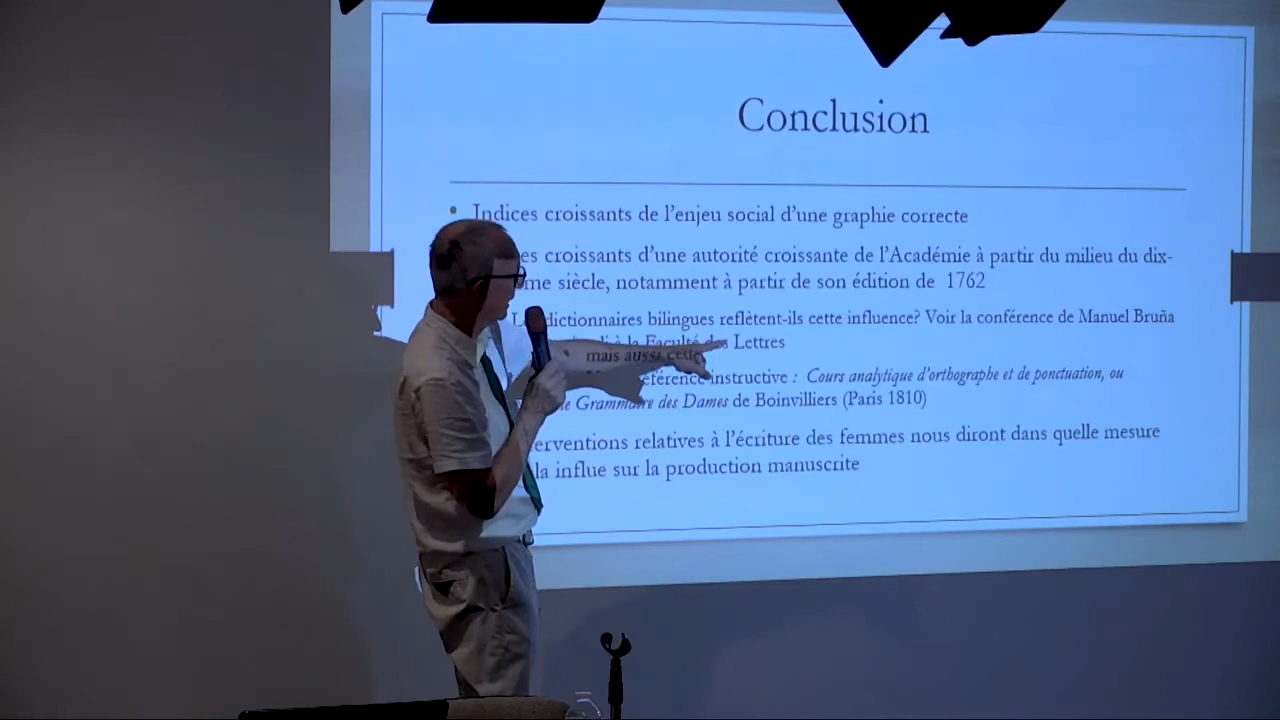 Conclusion
Indices croissants de l’enjeu social d’une graphie correcte
croissants d’une autorité croissante de l’Académie à partir du milieu du dix-
siècle, notamment à partir de son édition de 1762
dictionnaires bilingues reflètent-ils cette influence? Voir la conférence de Manuel Bruña
à la Faculté des Lettres
mais aussi cette
instructive : Cours analytique d’orthographe et de ponctuation, ou
Grammaire des Dames de Boinvilliers (Paris 1810)
relatives à l’écriture des femmes nous diront dans quelle mesure
influe sur la production manuscrite